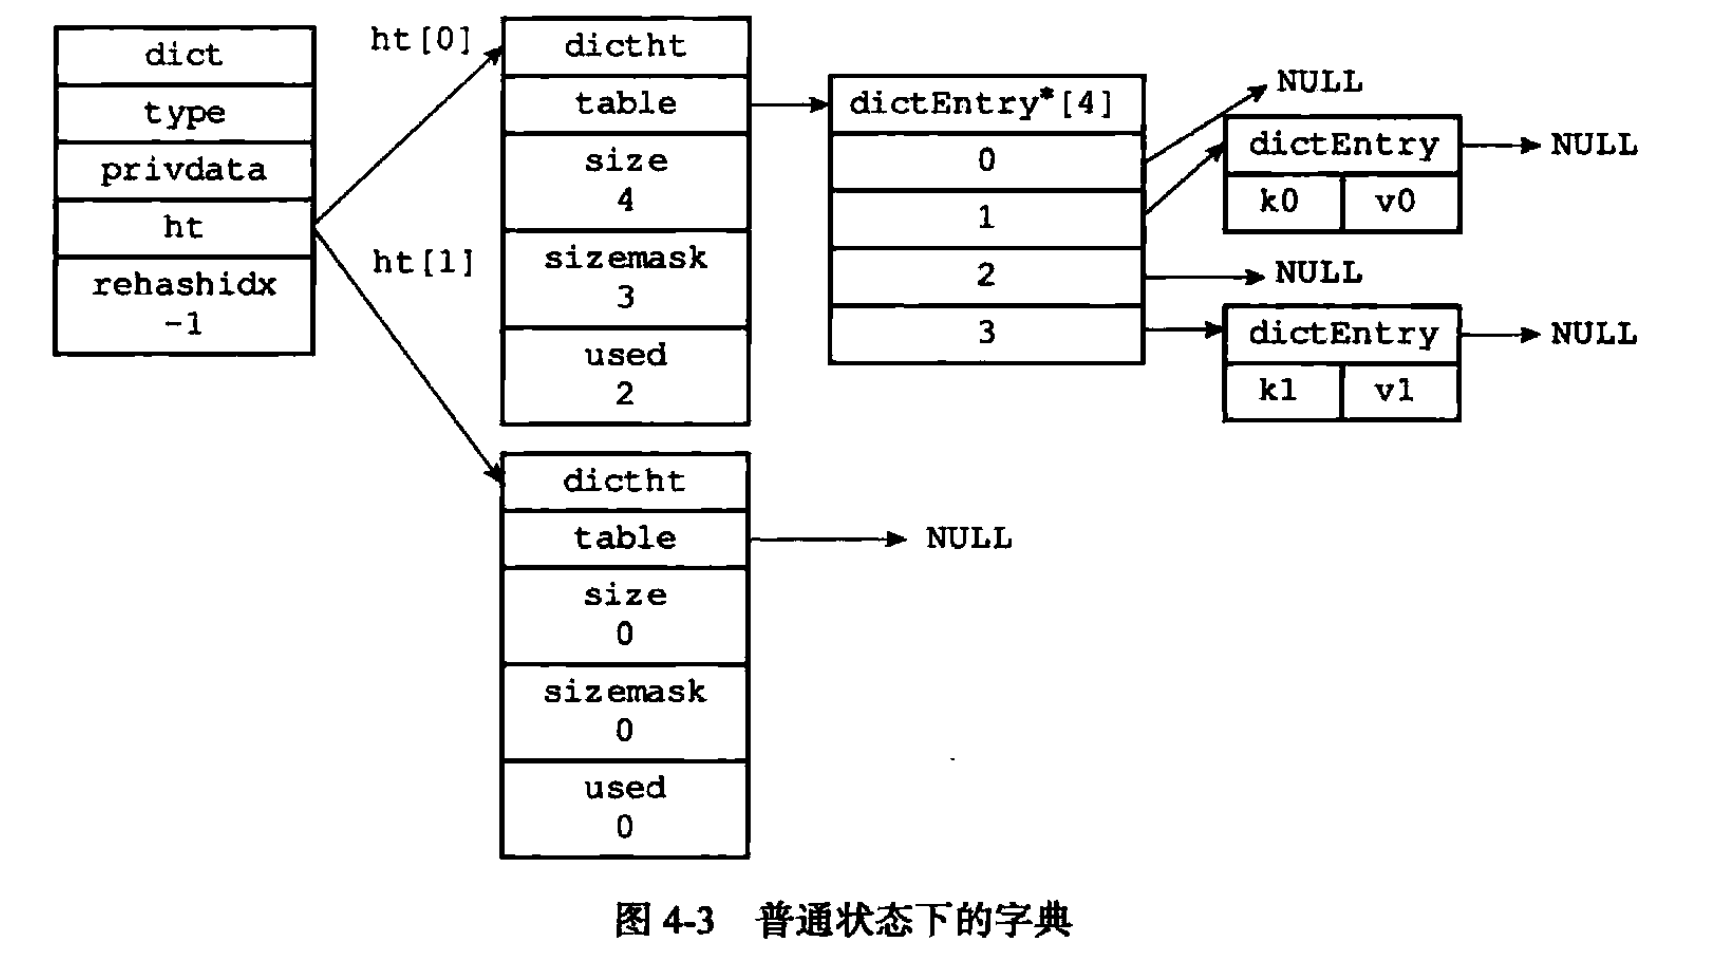 dict
type
privdata
ht
rehashidx
-1
ht[0]
ht[1]
dictht
table
size
4
sizemask
3
used
2
dictht
table
size
0
sizemask
0
used
0
NULL
dictEntry*[4]
0
1
2
3
NULL
dictEntry
k0 v0
NULL
NULL
dictEntry
k1 v1
NULL
图 4-3 普通状态下的字典